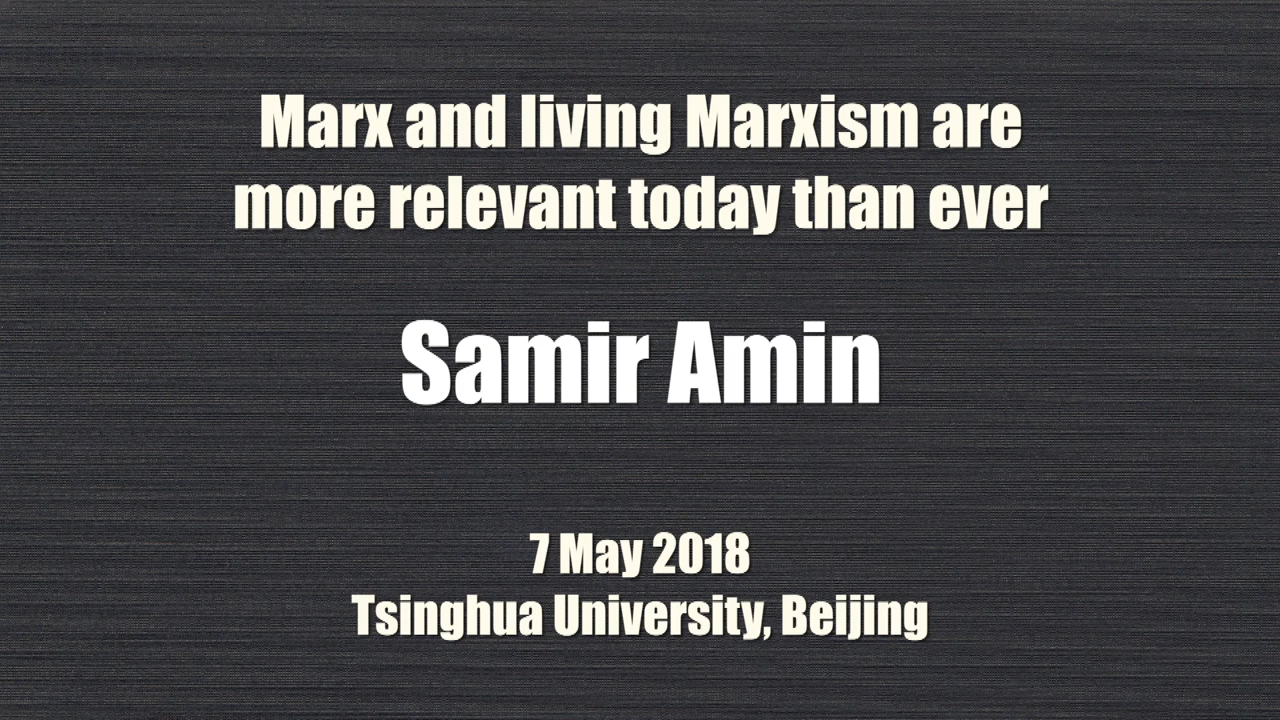 Marx and living Marxism are
more relevant today than ever
Samir Amin
7 May 2018
Tsinghua University, Beijing